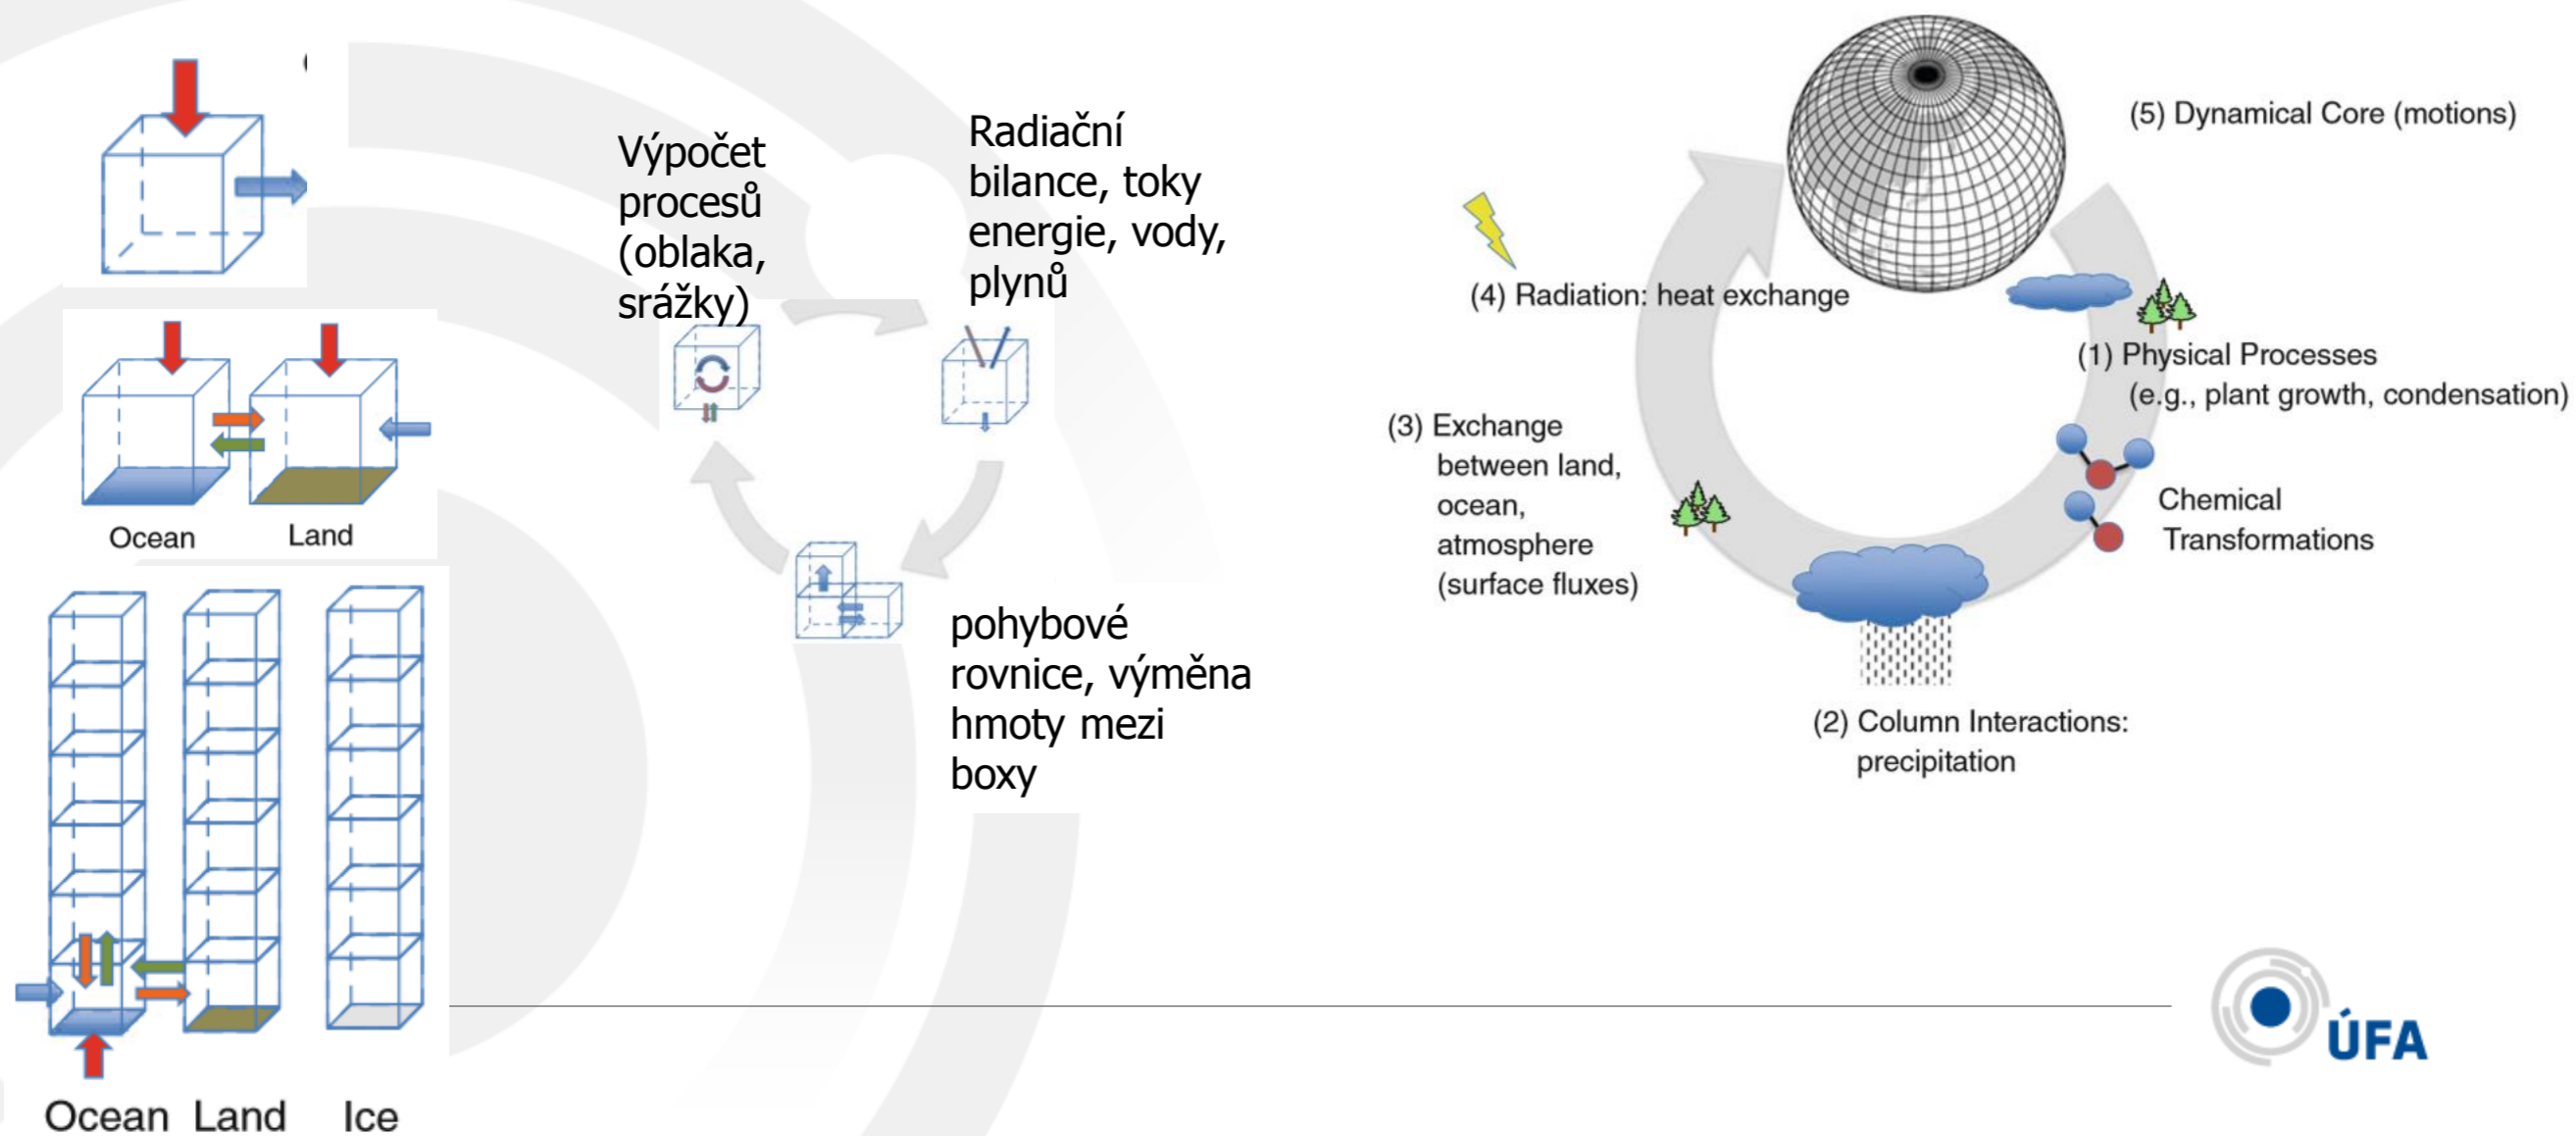 Ocean
Land
Ocean
Land
Ice
Výpočet
procesů
(oblaka,
srážky)
Radiační
bilance, toky
energie, vody,
plynů
pohybové
rovnice, výměna
hmoty mezi
boxy
(5) Dynamical Core (motions)
(4) Radiation: heat exchange
(1) Physical Processes
(e.g., plant growth, condensation)
(3) Exchange
between land,
ocean,
atmosphere
(surface fluxes)
Chemical
Transformations
(2) Column Interactions:
precipitation
ÚFA